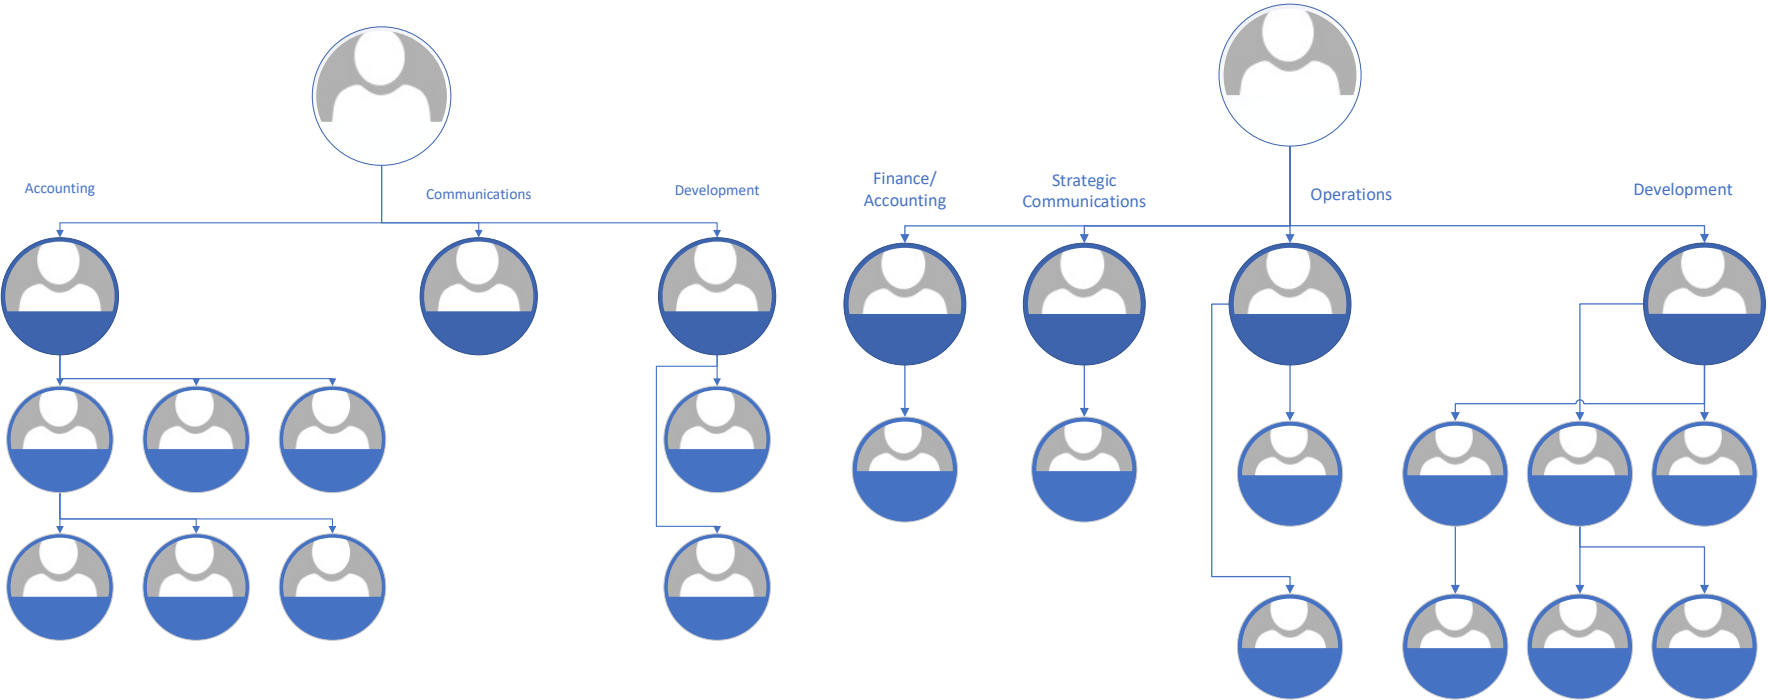 Accounting
Communications
Development
Finance/
Accounting
Strategic
Communications
Operations
Development